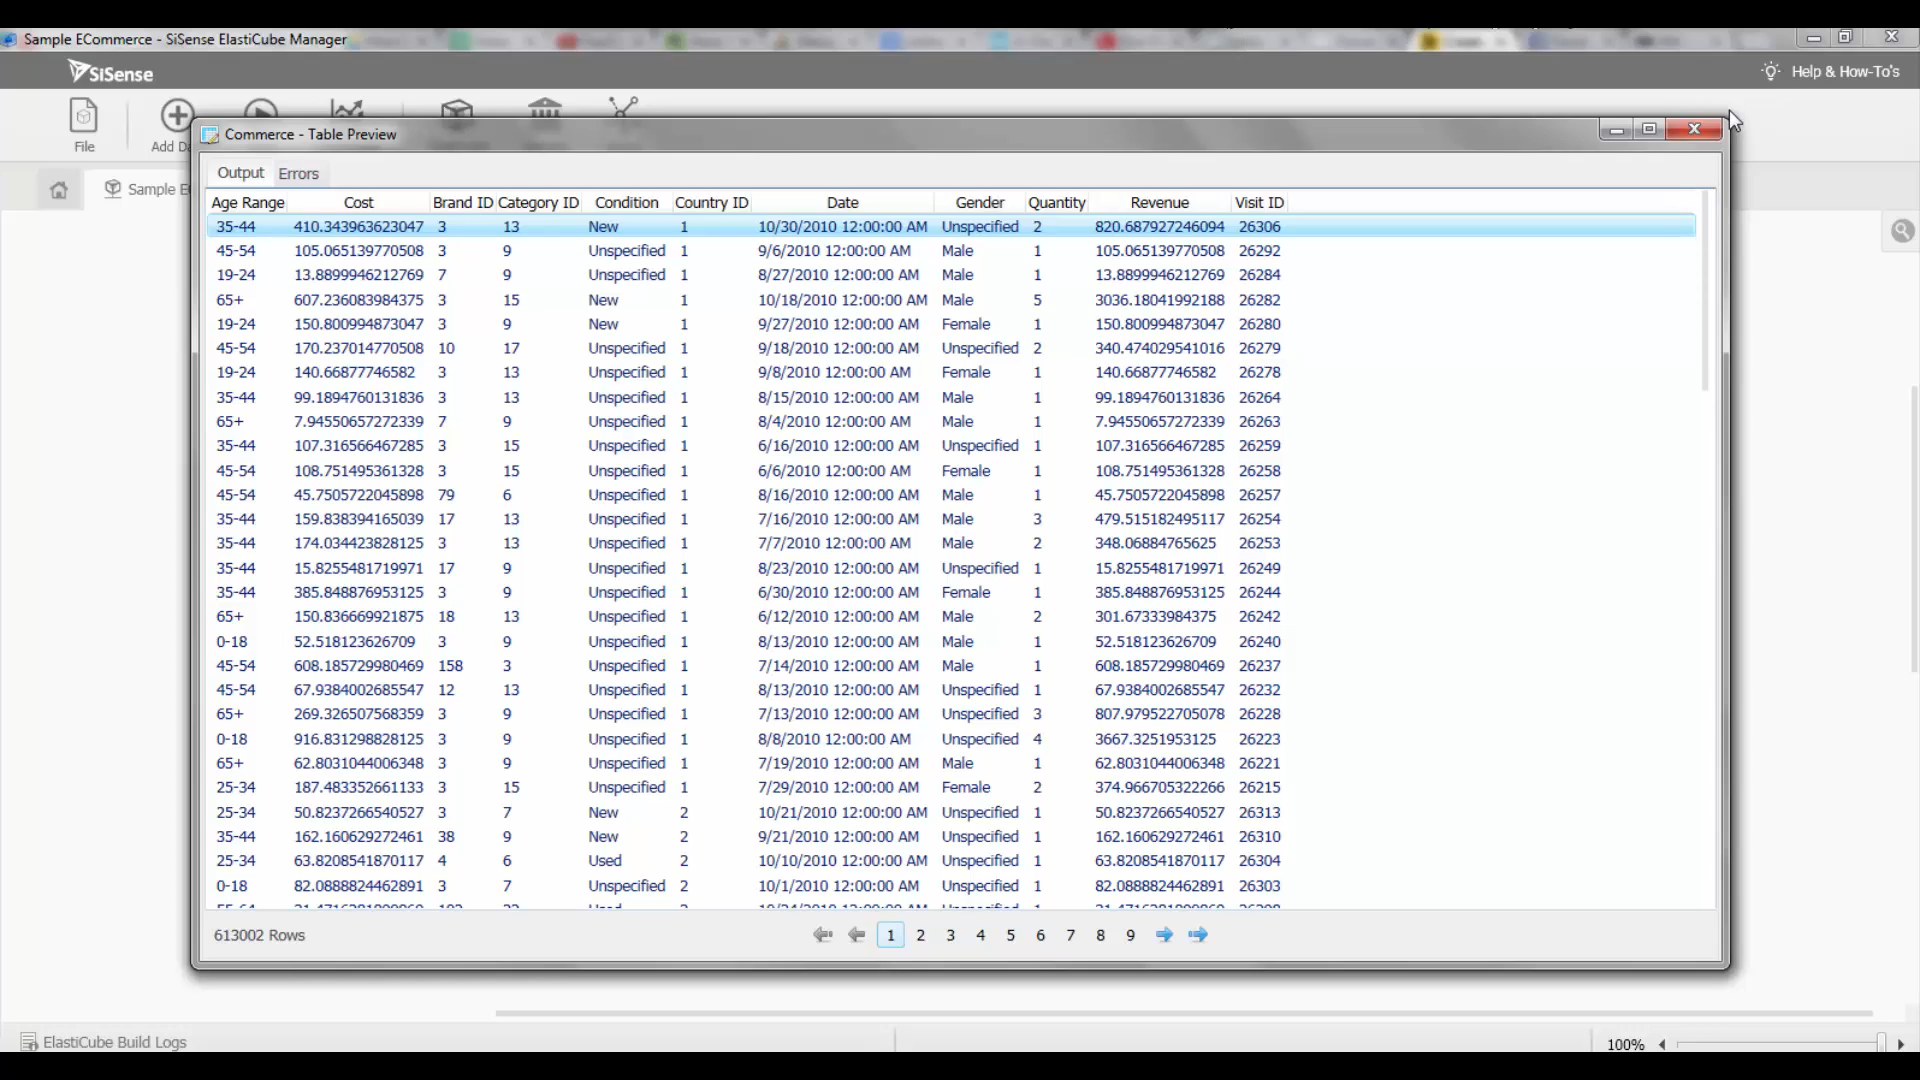 Sample ECommerce - SiSense ElastiCube Manager
SiSense
Help & How-To's
File
Add Da
Commerce - Table Preview
Sample E
Output Errors
Age Range Cost Brand ID Category ID Condition Country ID Date Gender Quantity Revenue Visit ID
35-44 410.343963623047 3 13 New 1 10/30/2010 12:00:00 AM Unspecified 2 820.687927246094 26306
45-54 105.065139770508 3 9 Unspecified 1 9/6/2010 12:00:00 AM Male 1 105.065139770508 26292
19-24 13.8899946212769 7 9 Unspecified 1 8/27/2010 12:00:00 AM Male 1 13.8899946212769 26284
65+ 607.236083984375 3 15 New 1 10/18/2010 12:00:00 AM Male 5 3036.18041992188 26282
19-24 150.800994873047 3 9 New 1 9/27/2010 12:00:00 AM Female 1 150.800994873047 26280
45-54 170.237014770508 10 17 Unspecified 1 9/18/2010 12:00:00 AM Unspecified 2 340.474029541016 26279
19-24 140.66877746582 3 13 Unspecified 1 9/8/2010 12:00:00 AM Female 1 140.66877746582 26278
35-44 99.1894760131836 3 13 Unspecified 1 8/15/2010 12:00:00 AM Male 1 99.1894760131836 26264
65+ 7.94550657272339 7 9 Unspecified 1 8/4/2010 12:00:00 AM Male 1 7.94550657272339 26263
35-44 107.316566467285 3 15 Unspecified 1 6/16/2010 12:00:00 AM Unspecified 1 107.316566467285 26259
45-54 108.751495361328 3 15 Unspecified 1 6/6/2010 12:00:00 AM Female 1 108.751495361328 26258
45-54 45.7505722045898 79 6 Unspecified 1 8/16/2010 12:00:00 AM Male 1 45.7505722045898 26257
35-44 159.838394165039 17 13 Unspecified 1 7/16/2010 12:00:00 AM Male 3 479.515182495117 26254
35-44 174.034423828125 3 13 Unspecified 1 7/7/2010 12:00:00 AM Male 2 348.06884765625 26253
35-44 15.8255481719971 17 9 Unspecified 1 8/23/2010 12:00:00 AM Unspecified 1 15.8255481719971 26249
35-44 385.848876953125 3 9 Unspecified 1 6/30/2010 12:00:00 AM Female 1 385.848876953125 26244
65+ 150.836669921875 18 13 Unspecified 1 6/12/2010 12:00:00 AM Male 2 301.67333984375 26242
0-18 52.518123626709 3 9 Unspecified 1 8/13/2010 12:00:00 AM Male 1 52.518123626709 26240
45-54 608.185729980469 158 3 Unspecified 1 7/14/2010 12:00:00 AM Male 1 608.185729980469 26237
45-54 67.9384002685547 12 13 Unspecified 1 8/13/2010 12:00:00 AM Unspecified 1 67.9384002685547 26232
65+ 269.326507568359 3 9 Unspecified 1 7/13/2010 12:00:00 AM Unspecified 3 807.979522705078 26228
0-18 916.831298828125 3 9 Unspecified 1 8/8/2010 12:00:00 AM Unspecified 4 3667.3251953125 26223
65+ 62.8031044006348 3 9 Unspecified 1 7/19/2010 12:00:00 AM Male 1 62.8031044006348 26221
25-34 187.483352661133 3 15 Unspecified 1 7/29/2010 12:00:00 AM Female 2 374.966705322266 26215
25-34 50.8237266540527 3 7 New 2 10/21/2010 12:00:00 AM Unspecified 1 50.8237266540527 26313
35-44 162.160629272461 38 9 New 2 9/21/2010 12:00:00 AM Unspecified 1 162.160629272461 26310
25-34 63.8208541870117 4 6 Used 2 10/10/2010 12:00:00 AM Unspecified 1 63.8208541870117 26304
0-18 82.0888824462891 3 7 Unspecified 2 10/1/2010 12:00:00 AM Unspecified 1 82.0888824462891 26303
613002 Rows
1 2 3 4 5 6 7 8 9
ElastiCube Build Logs
100%